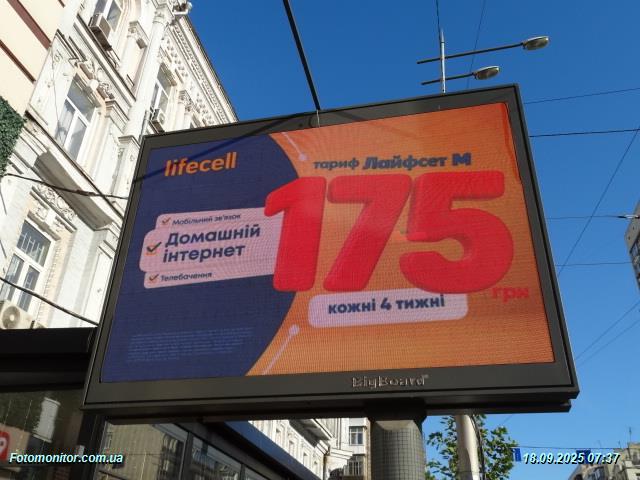 lifecell
тариф Лайфсет М
175
грн
кожні 4 тижні
Мобільний зв'язок
Домашній
інтернет
Телебачення
BigBoard
Fotomonitor.com.ua
18.09.2025 07:37